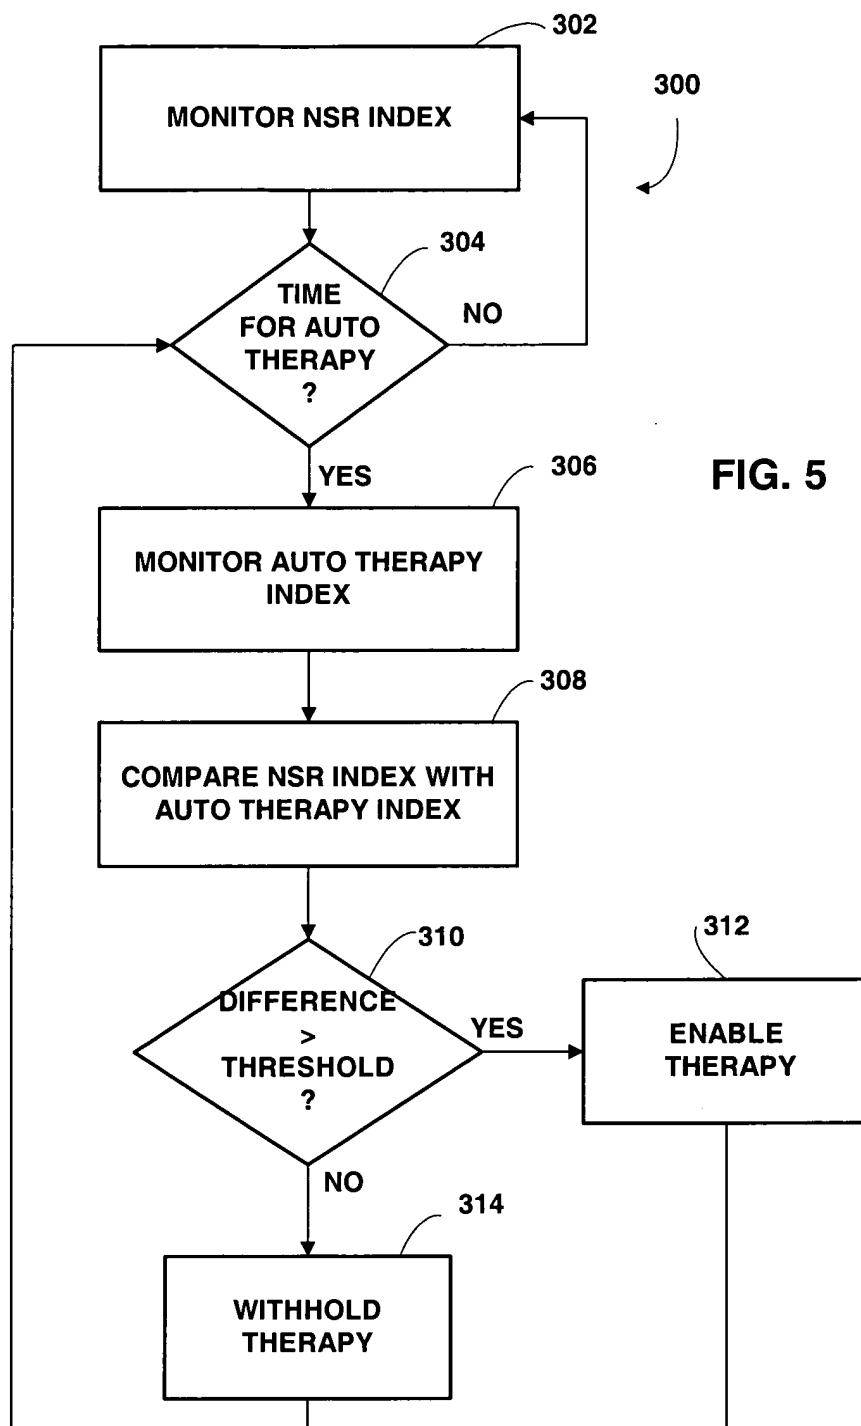 302
MONITOR NSR INDEX
300
304
TIME
FOR AUTO
THERAPY
?
NO
YES
306
FIG. 5
MONITOR AUTO THERAPY
INDEX
308
COMPARE NSR INDEX WITH
AUTO THERAPY INDEX
310
DIFFERENCE
>
THRESHOLD
?
YES
312
ENABLE
THERAPY
NO
314
WITHHOLD
THERAPY